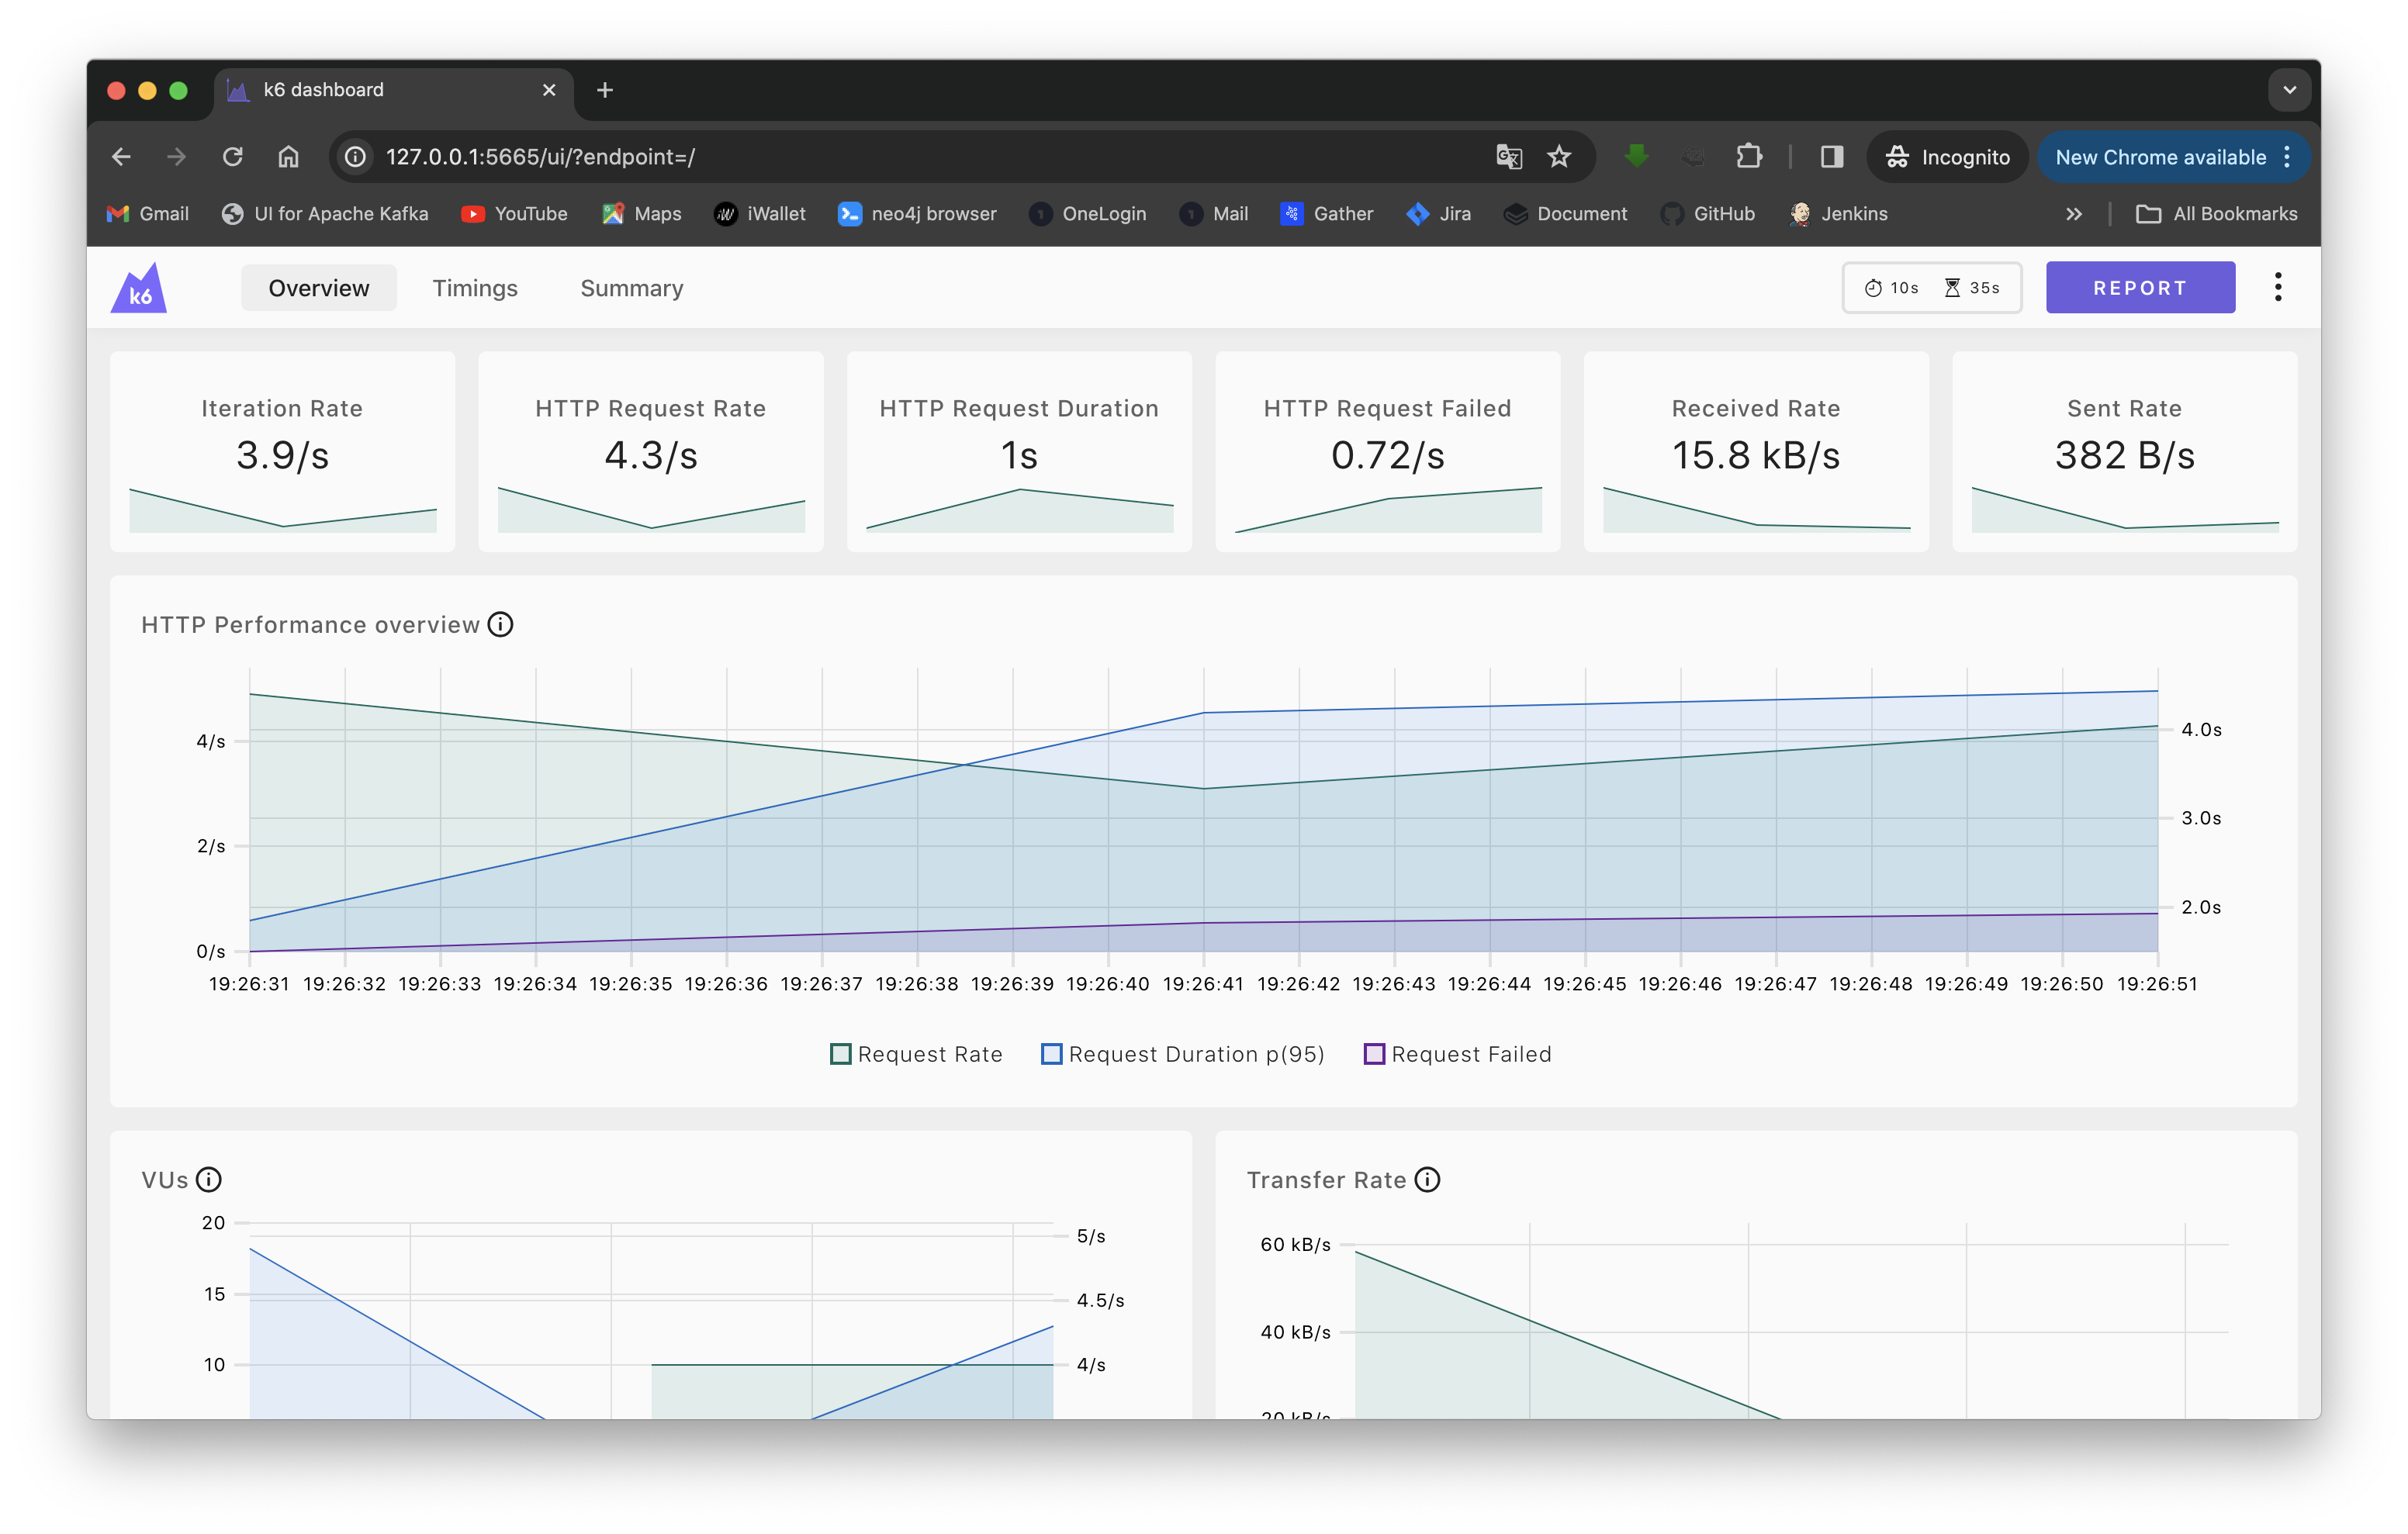 k6 dashboard
127.0.0.1:5665/ui/?endpoint=/
Incognito
New Chrome available
Gmail
UI for Apache Kafka
YouTube
Maps
iWallet
neo4j browser
OneLogin
Mail
Gather
Jira
Document
GitHub
Jenkins
All Bookmarks
k6
Overview
Timings
Summary
10s
35s
REPORT
Iteration Rate
3.9/s
HTTP Request Rate
4.3/s
HTTP Request Duration
1s
HTTP Request Failed
0.72/s
Received Rate
15.8 kB/s
Sent Rate
382 B/s
HTTP Performance overview
4/s
2/s
0/s
4.0s
3.0s
2.0s
19:26:31 19:26:32 19:26:33 19:26:34 19:26:35 19:26:36 19:26:37 19:26:38 19:26:39 19:26:40 19:26:41 19:26:42 19:26:43 19:26:44 19:26:45 19:26:46 19:26:47 19:26:48 19:26:49 19:26:50 19:26:51
Request Rate
Request Duration p(95)
Request Failed
VUs
20
15
10
5/s
4.5/s
4/s
Transfer Rate
60 kB/s
40 kB/s
20 kB/s